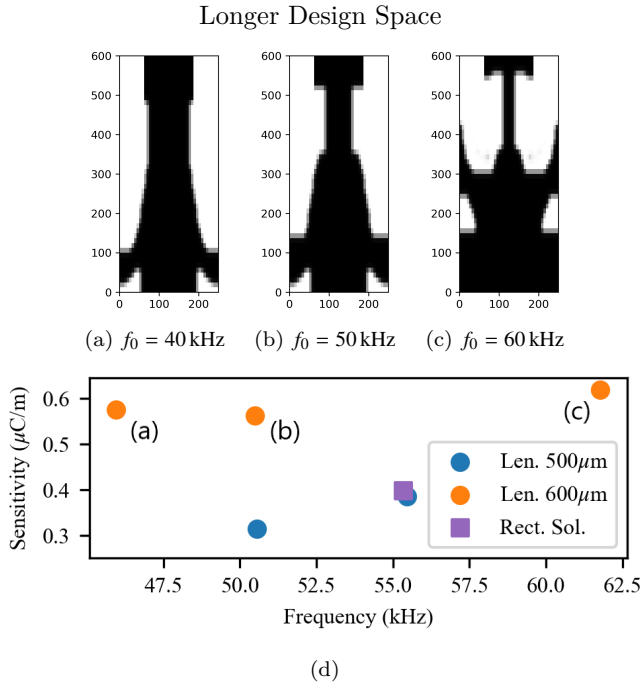 Longer Design Space
600 600 600
500 500 500
400 400 400
300 300 300
200 200 200
100 100 100
0 0 0
0 100 200 0 100 200 0 100 200
(a) f₀ = 40 kHz (b) f₀ = 50 kHz (c) f₀ = 60 kHz
0.6
0.5
0.4
0.3
Sensitivity (μC/m)
(a) (b) (c)
Len. 500μm
Len. 600μm
Rect. Sol.
47.5 50.0 52.5 55.0 57.5 60.0 62.5
Frequency (kHz)
(d)